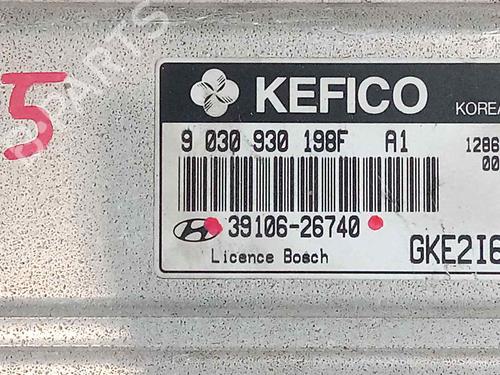 5
KEFICO
KOREA
9 030 930 198F A1
1286
00
39106-26740
Licence Bosch
GKE2I6